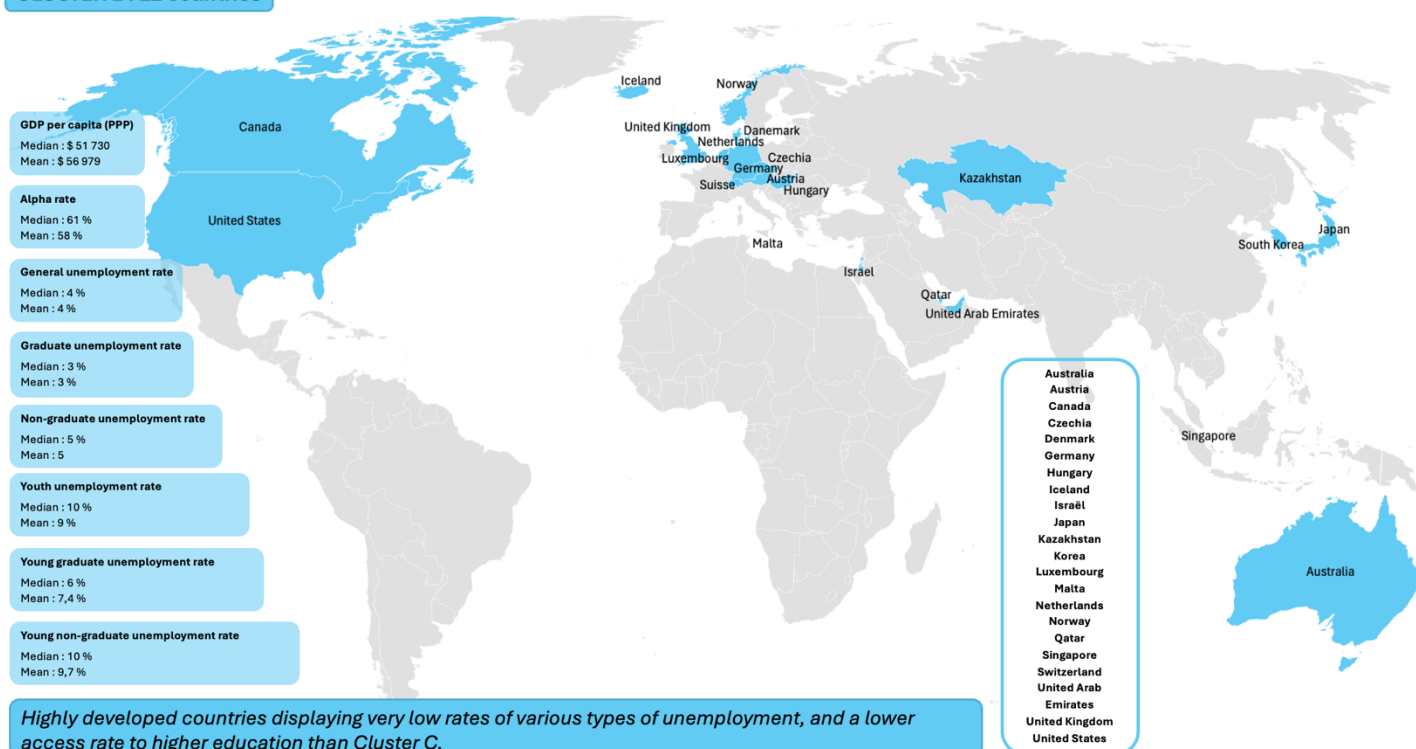 GDP per capita (PPP)
Median : $ 51 730
Mean : $ 56 979
Alpha rate
Median : 61 %
Mean : 58 %
General unemployment rate
Median : 4 %
Mean : 4 %
Graduate unemployment rate
Median : 3 %
Mean : 3 %
Non-graduate unemployment rate
Median : 5 %
Mean : 5
Youth unemployment rate
Median : 10 %
Mean : 9 %
Young graduate unemployment rate
Median : 6 %
Mean : 7,4 %
Young non-graduate unemployment rate
Median : 10 %
Mean : 9,7 %
Canada
United States
Iceland
Norway
United Kingdom
Danemark
Netherlands
Luxembourg
Czechia
Germany
Austria
Suisse
Hungary
Malta
Israël
Qatar
United Arab Emirates
Kazakhstan
South Korea
Japan
Singapore
Australia
Australia
Austria
Canada
Czechia
Denmark
Germany
Hungary
Iceland
Israël
Japan
Kazakhstan
Korea
Luxembourg
Malta
Netherlands
Norway
Qatar
Singapore
Switzerland
United Arab
Emirates
United Kingdom
United States
Highly developed countries displaying very low rates of various types of unemployment, and a lower
access rate to higher education than Cluster C.